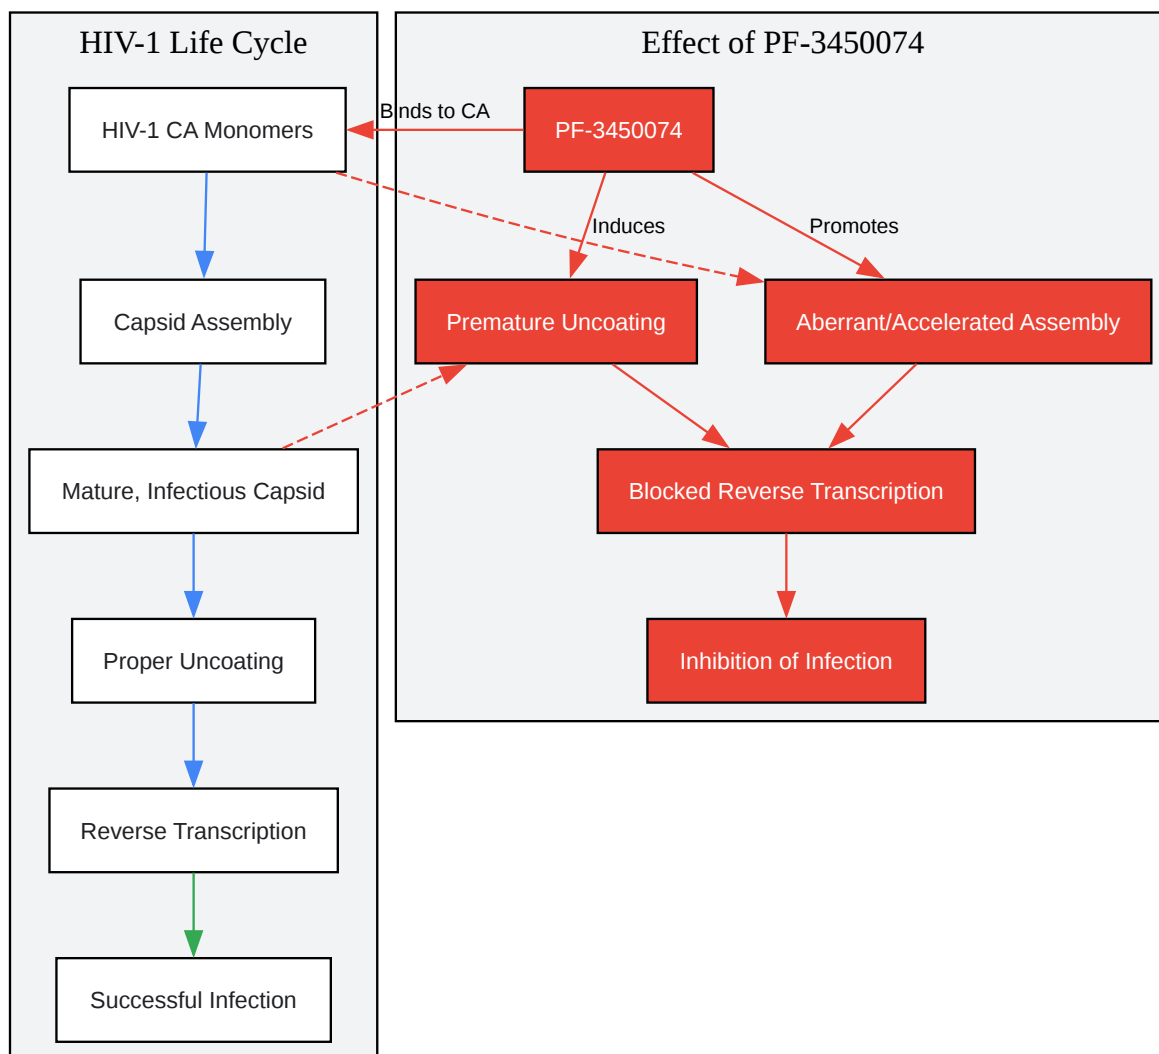 HIV-1 Life Cycle
HIV-1 CA Monomers
Capsid Assembly
Mature, Infectious Capsid
Proper Uncoating
Reverse Transcription
Successful Infection
Effect of PF-3450074
Binds to CA
PF-3450074
Induces
Promotes
Premature Uncoating
Aberrant/Accelerated Assembly
Blocked Reverse Transcription
Inhibition of Infection